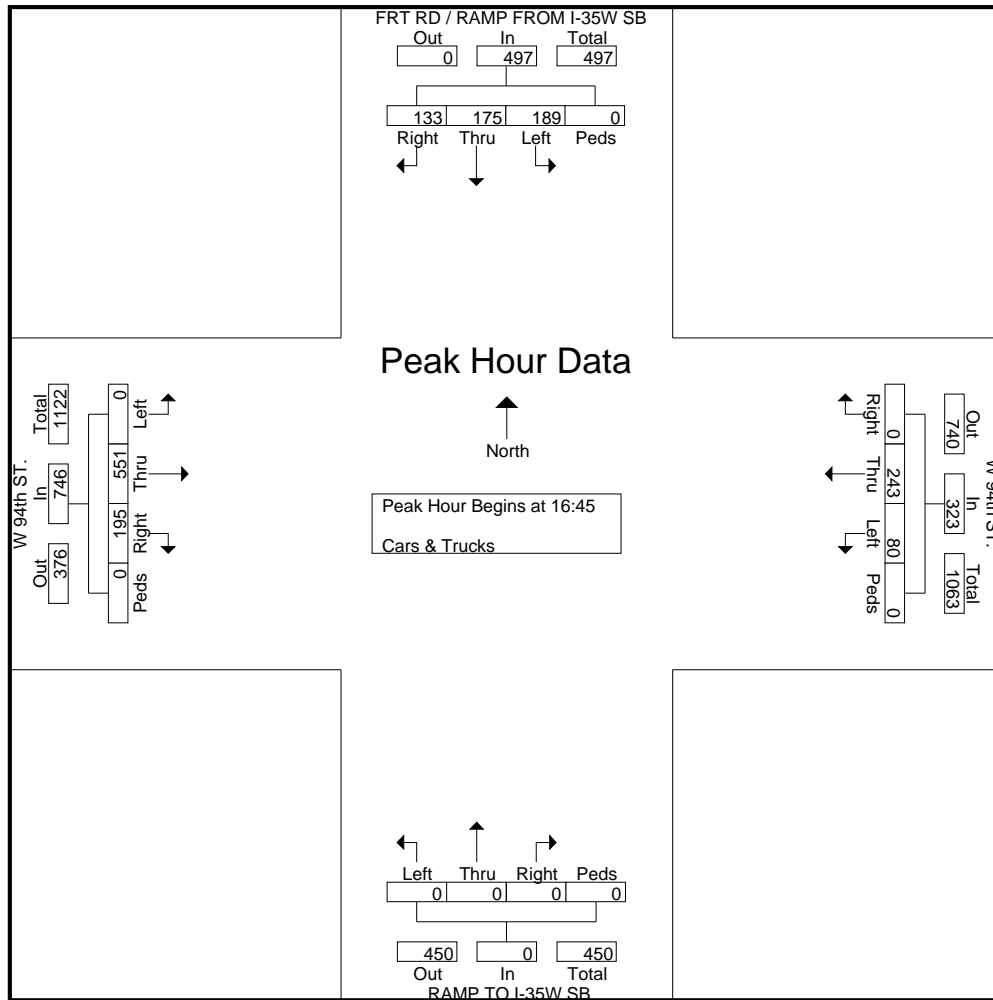 FRT RD / RAMP FROM I-35W SB
Out In Total
0 497 497
133 175 189 0
Right Thru Left Peds
Peak Hour Data
North
Peak Hour Begins at 16:45
Cars & Trucks
W 94th ST.
Total In Out
1122 746 376
0 551 195 0
Left Thru Right Peds
Right Thru Left Peds
0 243 80 0
Out In Total
740 323 1063
W 94th ST.
Left Thru Right Peds
0 0 0 0
450 0 450
Out In Total
RAMP TO I-35W SB